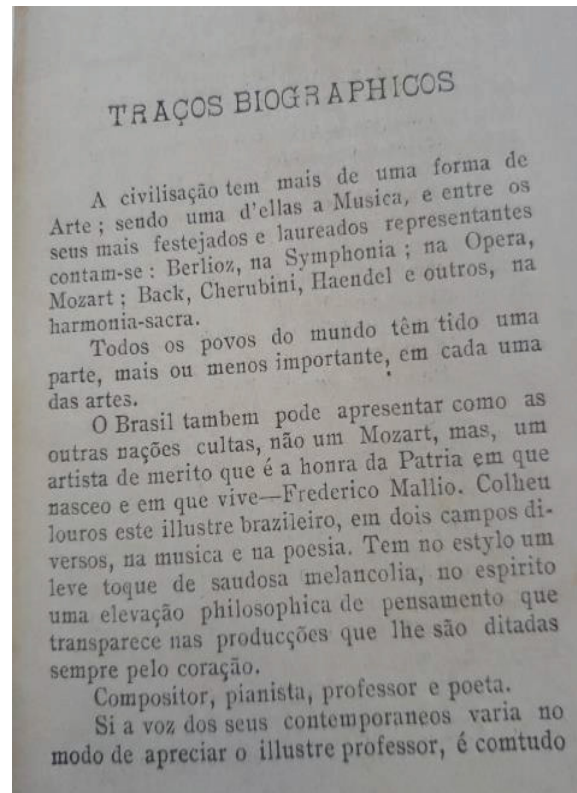 TRAÇOS BIOGRAPHICOS
A civilisação tem mais de uma forma de
Arte ; sendo uma d'ellas a Musica, e entre os
seus mais festejados e laureados representantes
contam-se : Berlioz, na Symphonia ; na Opera,
Mozart ; Back, Cherubini, Haendel e outros, na
harmonia-sacra.
Todos os povos do mundo têm tido uma
parte, mais ou menos importante, em cada uma
das artes.
O Brasil tambem pode apresentar como as
outras nações cultas, não um Mozart, mas, um
artista de merito que é a honra da Patria em que
nasceo e em que vive—Frederico Mallio. Colheu
louros este illustre brazileiro, em dois campos di-
versos, na musica e na poesia. Tem no estylo um
leve toque de saudosa melancolia, no espirito
uma elevação philosophica de pensamento que
transparece nas producções que lhe são ditadas
sempre pelo coração.
Compositor, pianista, professor e poeta.
Si a voz dos seus contemporaneos varia no
modo de apreciar o illustre professor, é comtudo